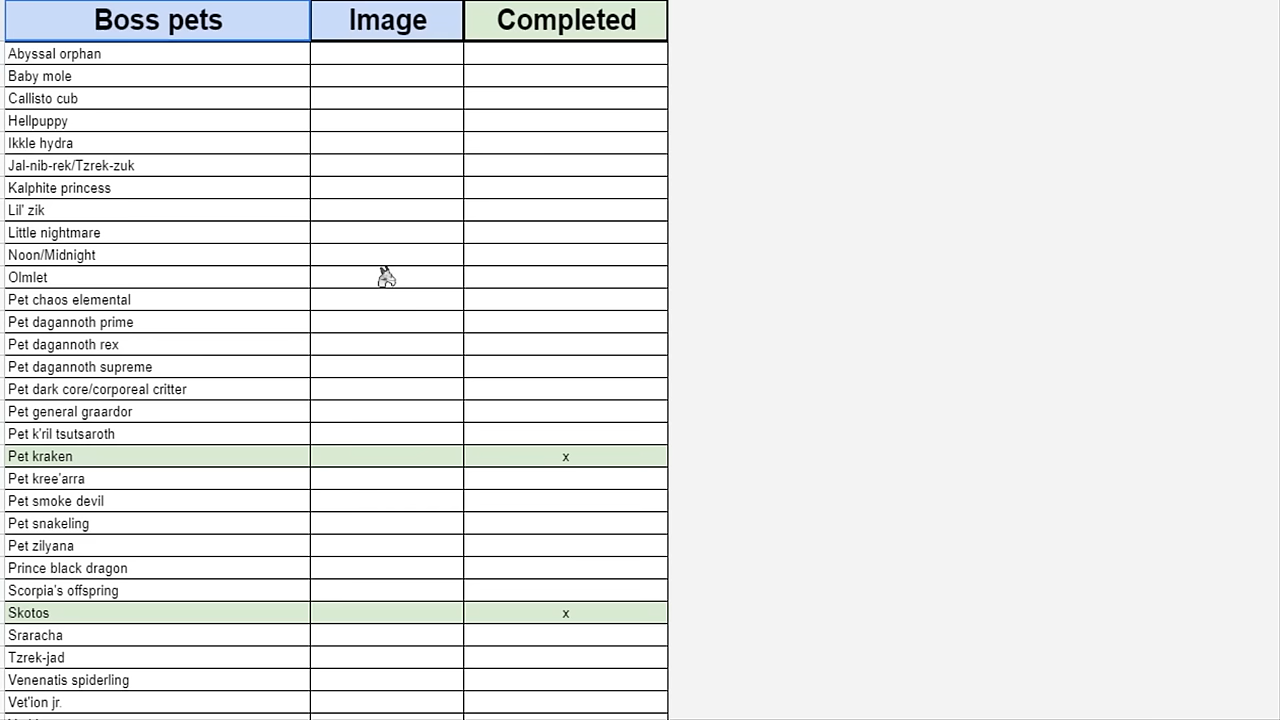 Boss pets Image Completed
Abyssal orphan
Baby mole
Callisto cub
Hellpuppy
Ikkle hydra
Jal-nib-rek/Tzrek-zuk
Kalphite princess
Lil' zik
Little nightmare
Noon/Midnight
Olmlet
Pet chaos elemental
Pet dagannoth prime
Pet dagannoth rex
Pet dagannoth supreme
Pet dark core/corporeal critter
Pet general graardor
Pet k'ril tsutsaroth
Pet kraken x
Pet kree'arra
Pet smoke devil
Pet snakeling
Pet zilyana
Prince black dragon
Scorpia's offspring
Skotos x
Sraracha
Tzrek-jad
Venenatis spiderling
Vet'ion jr.